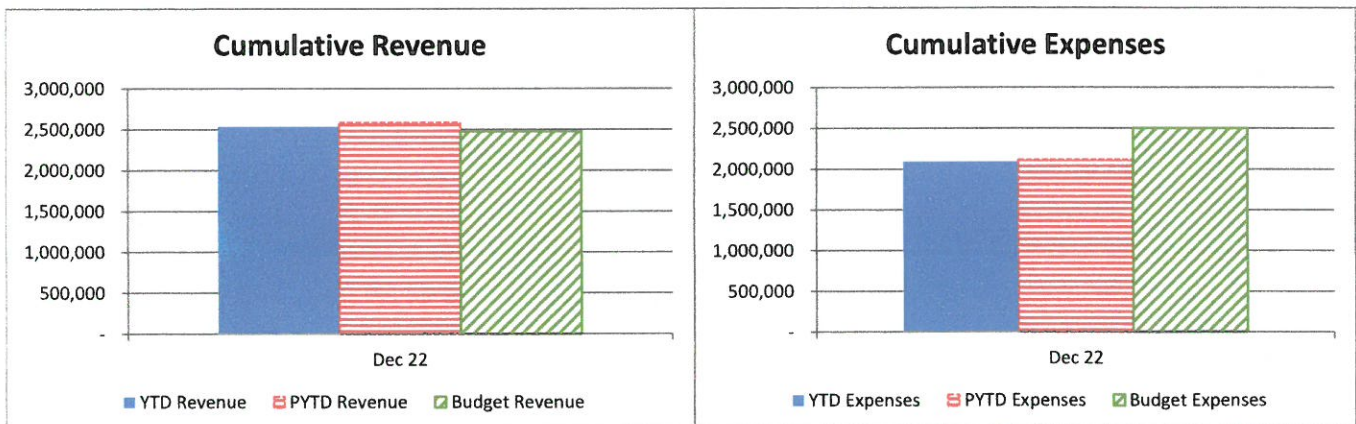 Cumulative Revenue
3,000,000
2,500,000
2,000,000
1,500,000
1,000,000
500,000
-
Dec 22
YTD Revenue PYTD Revenue Budget Revenue
Cumulative Expenses
3,000,000
2,500,000
2,000,000
1,500,000
1,000,000
500,000
-
Dec 22
YTD Expenses PYTD Expenses Budget Expenses